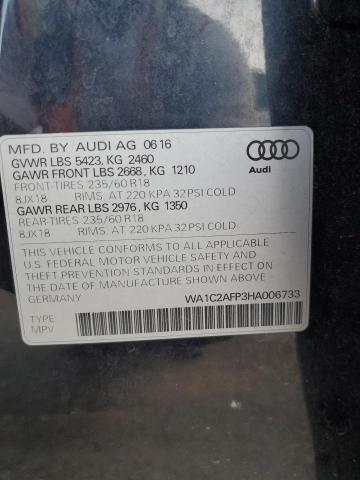 MFD. BY AUDI AG 06 16
GVWR LBS 5423, KG 2460
GAWR FRONT LBS 2668, KG 1210
FRONT-TIRES 235/60 R18
8JX18 RIMS, AT 220 KPA 32 PSI COLD
GAWR REAR LBS 2976, KG 1350
REAR-TIRES 235/60 R18
8JX18 RIMS, AT 220 KPA 32 PSI COLD
Audi
THIS VEHICLE CONFORMS TO ALL APPLICABLE
U.S. FEDERAL MOTOR VEHICLE SAFETY AND
THEFT PREVENTION STANDARDS IN EFFECT ON
THE DATE OF MANUFACTURE SHOWN ABOVE.
GERMANY WA1C2AFP3HA006733
TYPE:
MPV